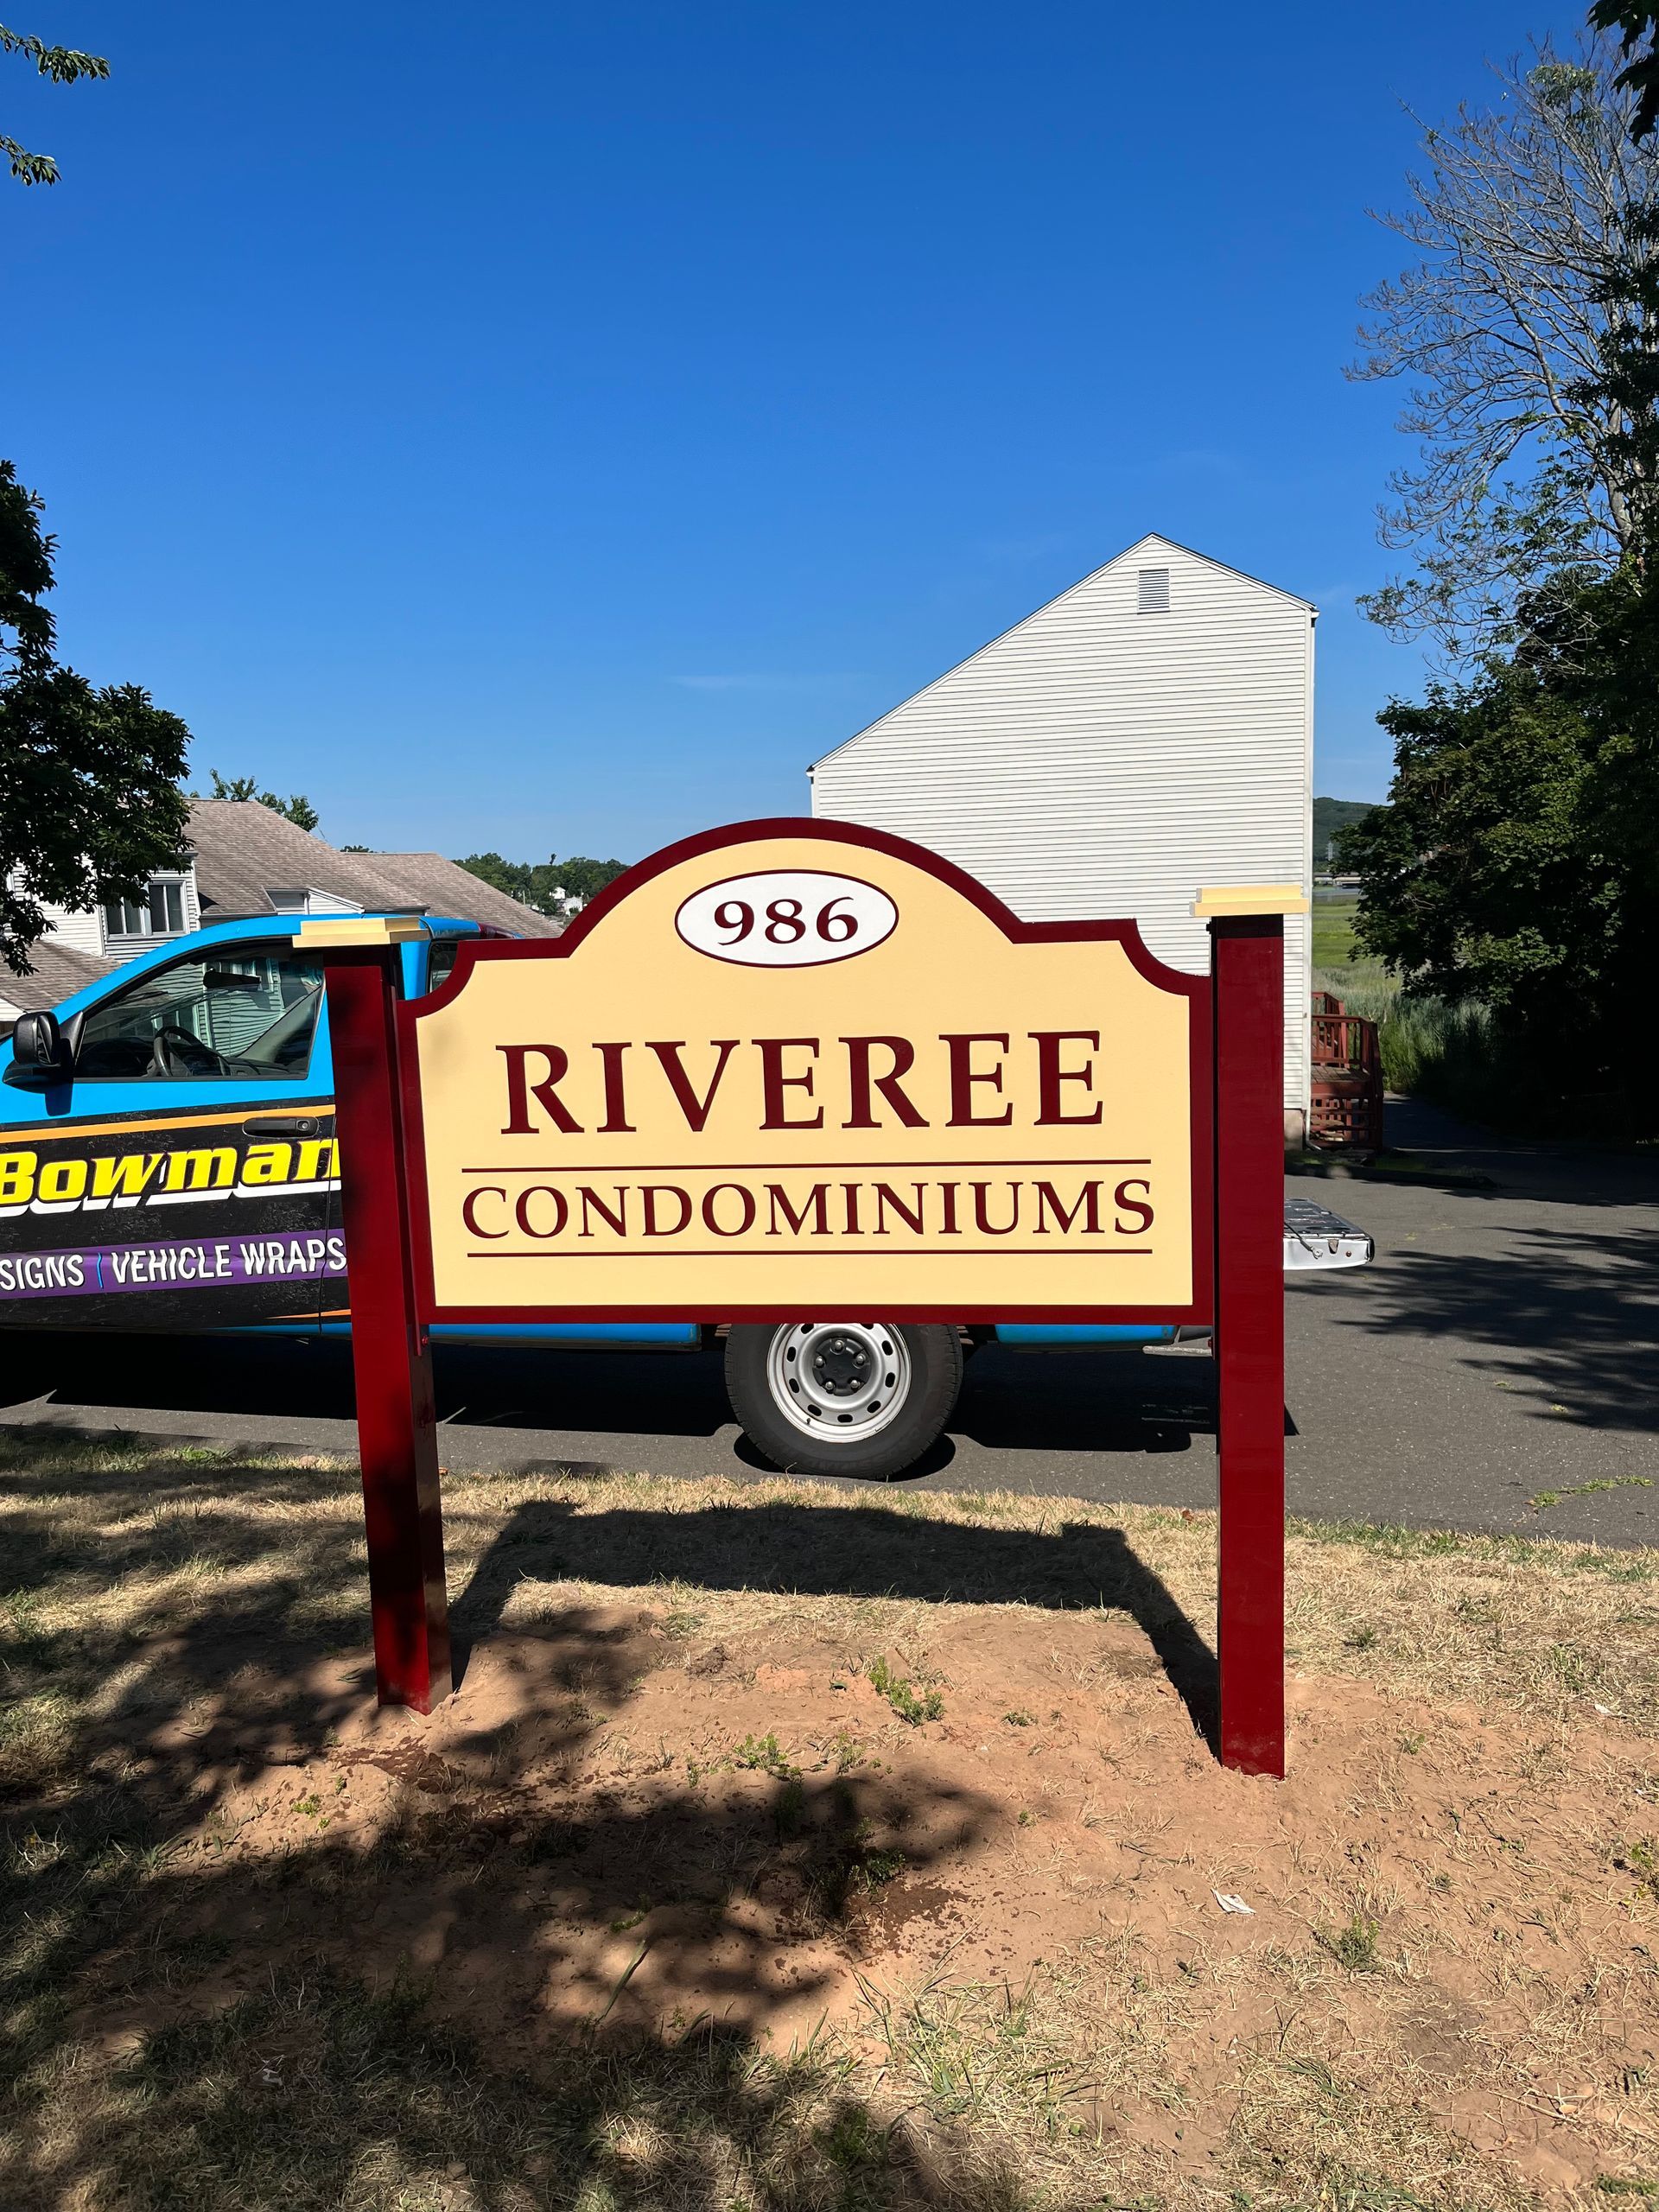 986
RIVEREE
CONDOMINIUMS
Bowman
SIGNS | VEHICLE WRAPS